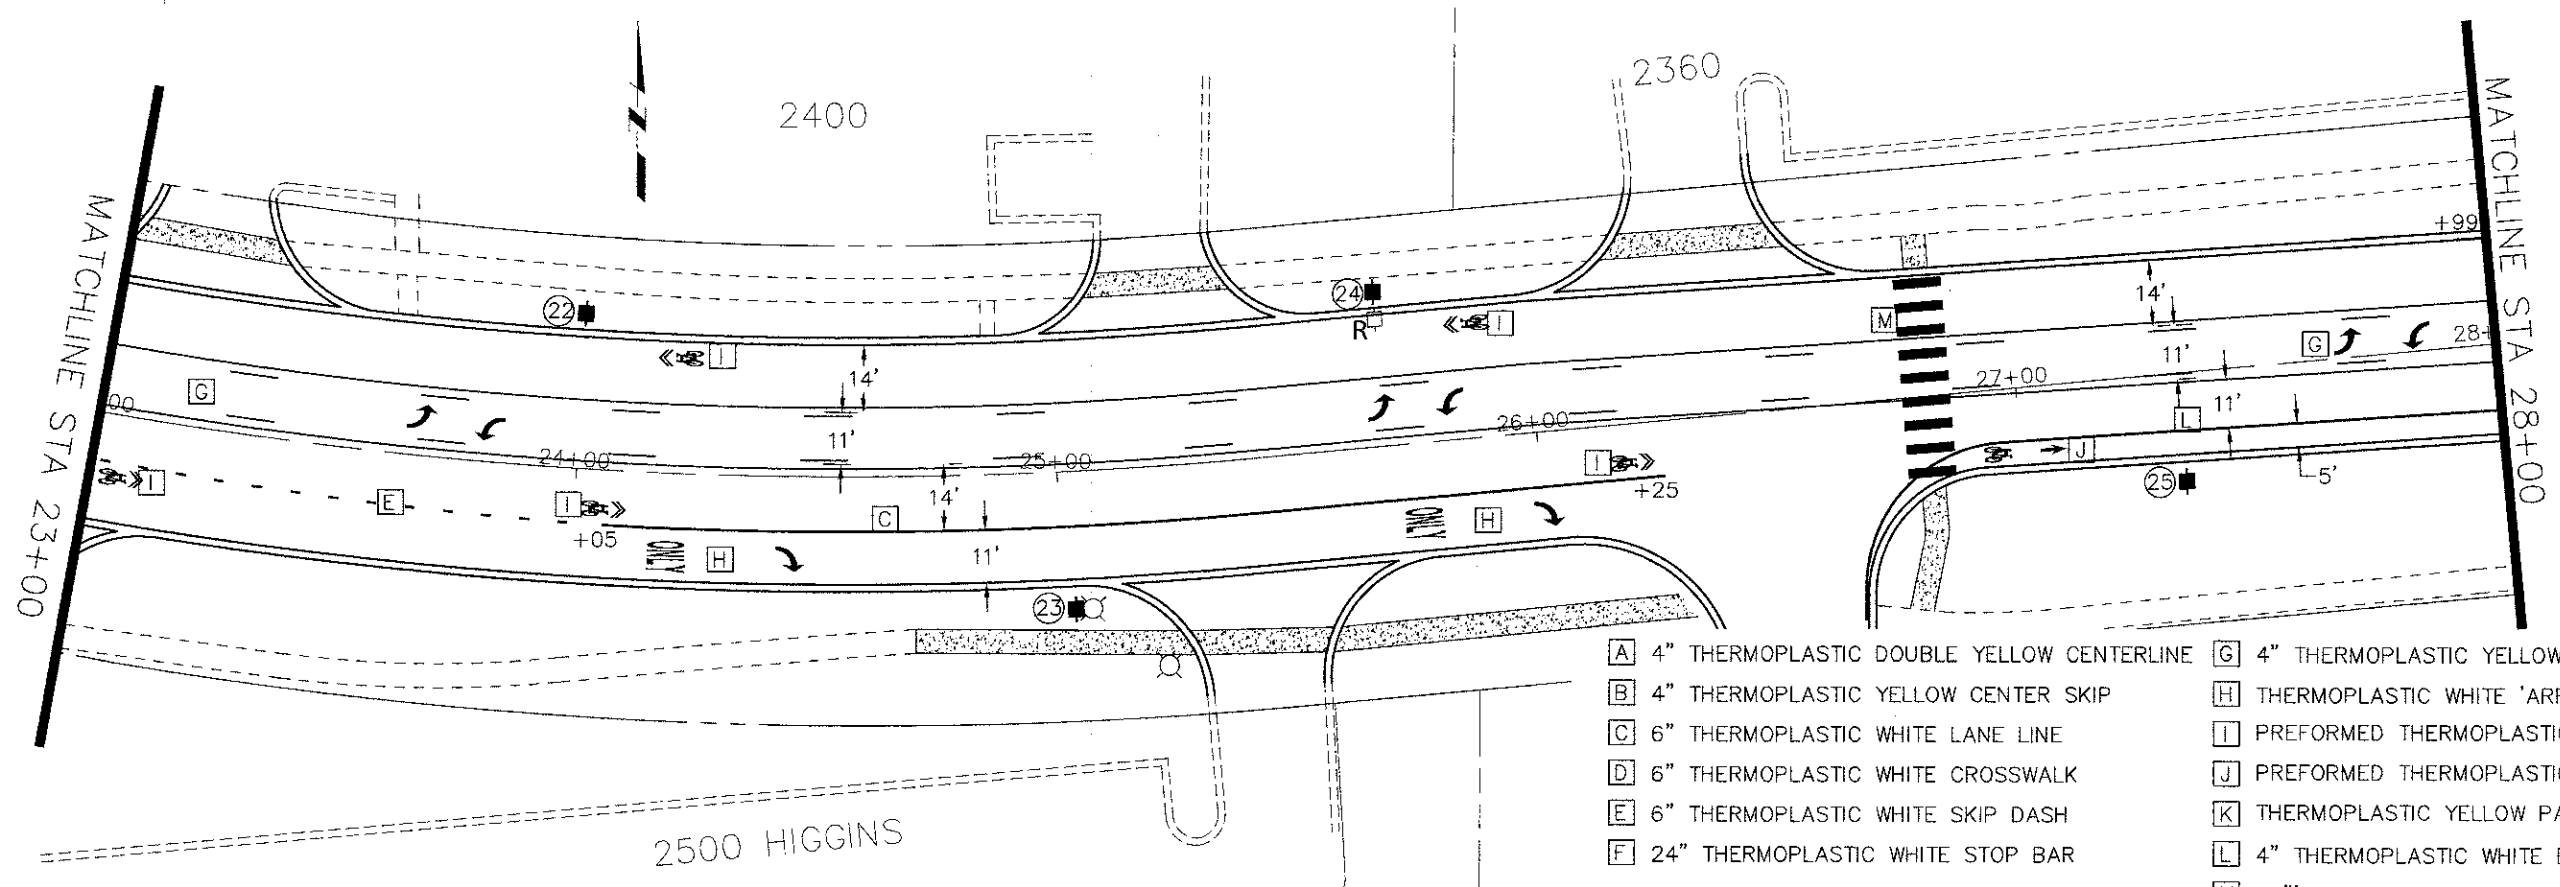 2400
2360
MATCHLINE STA 23+00
MATCHLINE STA 28+00
+99
22
24
R
I
I
M
14'
14'
G
G
28+
00
11'
11'
27+00
26+00
24+00
25+00
L
11'
I
E
I
I
J
14'
C
+25
+05
25
5'
ONLY
H
ONLY
H
11'
23
2500 HIGGINS
A 4" THERMOPLASTIC DOUBLE YELLOW CENTERLINE
B 4" THERMOPLASTIC YELLOW CENTER SKIP
C 6" THERMOPLASTIC WHITE LANE LINE
D 6" THERMOPLASTIC WHITE CROSSWALK
E 6" THERMOPLASTIC WHITE SKIP DASH
F 24" THERMOPLASTIC WHITE STOP BAR
G 4" THERMOPLASTIC YELLOW
H THERMOPLASTIC WHITE
I PREFORMED
J PREFORMED
K THERMOPLASTIC YELLOW
L 4" THERMOPLASTIC WHITE